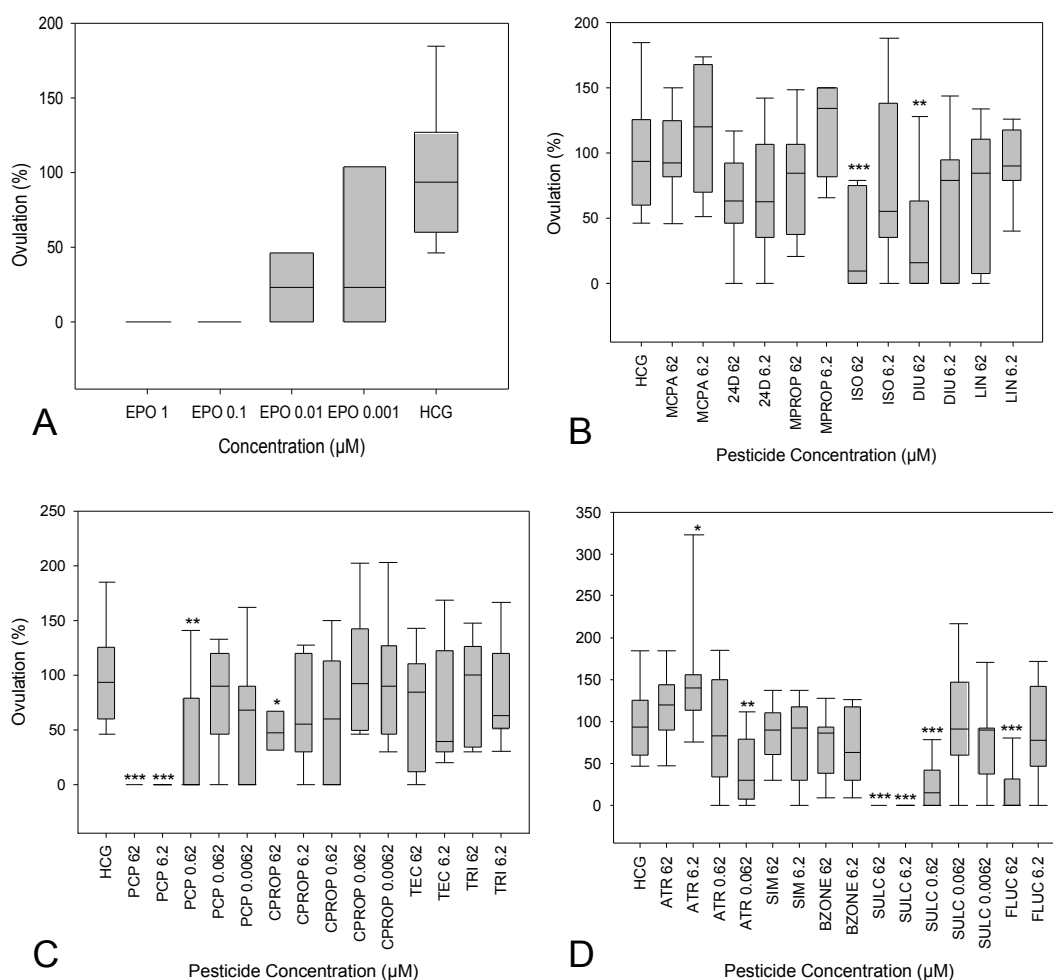 200
150
100
50
0
Ovulation (%)
EPO 1 EPO 0.1 EPO 0.01 EPO 0.001 HCG
Concentration (µM)
A
200
150
100
50
0
Ovulation (%)
***
**
HCG
MCPA 62
MCPA 6.2
24D 62
24D 6.2
MPROP 62
MPROP 6.2
ISO 62
ISO 6.2
DIU 62
DIU 6.2
LIN 62
LIN 6.2
Pesticide Concentration (µM)
B
250
200
150
100
50
0
Ovulation (%)
*** *** ** *
HCG
PCP 62
PCP 6.2
PCP 0.62
PCP 0.062
PCP 0.0062
CPROP 62
CPROP 6.2
CPROP 0.62
CPROP 0.062
CPROP 0.0062
TEC 62
TEC 6.2
TRI 62
TRI 6.2
Pesticide Concentration (µM)
C
350
300
250
200
150
100
50
0
* ** *** *** *** ***
HCG
ATR 62
ATR 6.2
ATR 0.62
ATR 0.062
SIM 62
SIM 6.2
BZONE 62
BZONE 6.2
SULC 62
SULC 6.2
SULC 0.62
SULC 0.062
SULC 0.0062
FLUC 62
FLUC 6.2
Pesticide Concentration (µM)
D